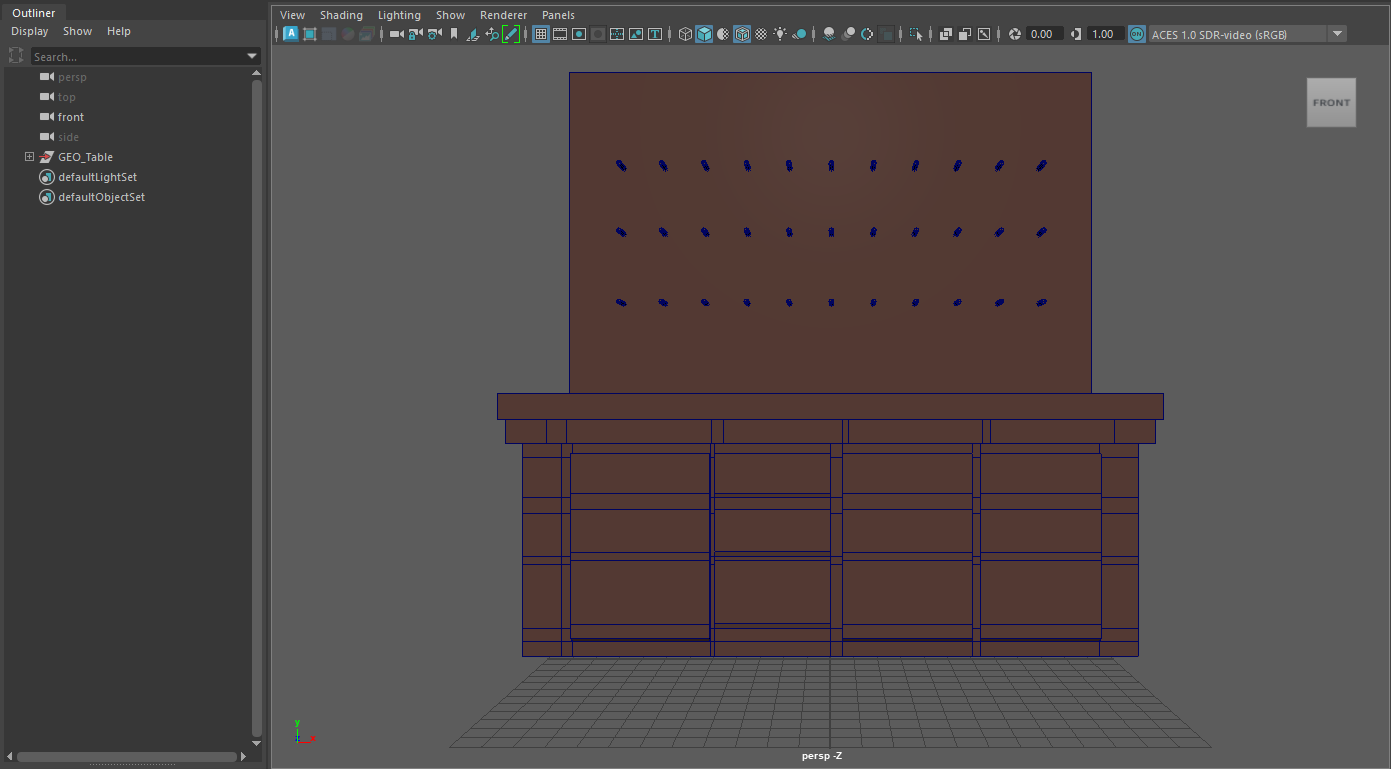 Outliner
Display Show Help
Search...
persp
top
front
side
GEO_Table
defaultLightSet
defaultObjectSet
View Shading Lighting Show Renderer Panels
A T 0.00 1.00 ON ACES 1.0 SDR-video (sRGB)
FRONT
y
z x
persp -Z